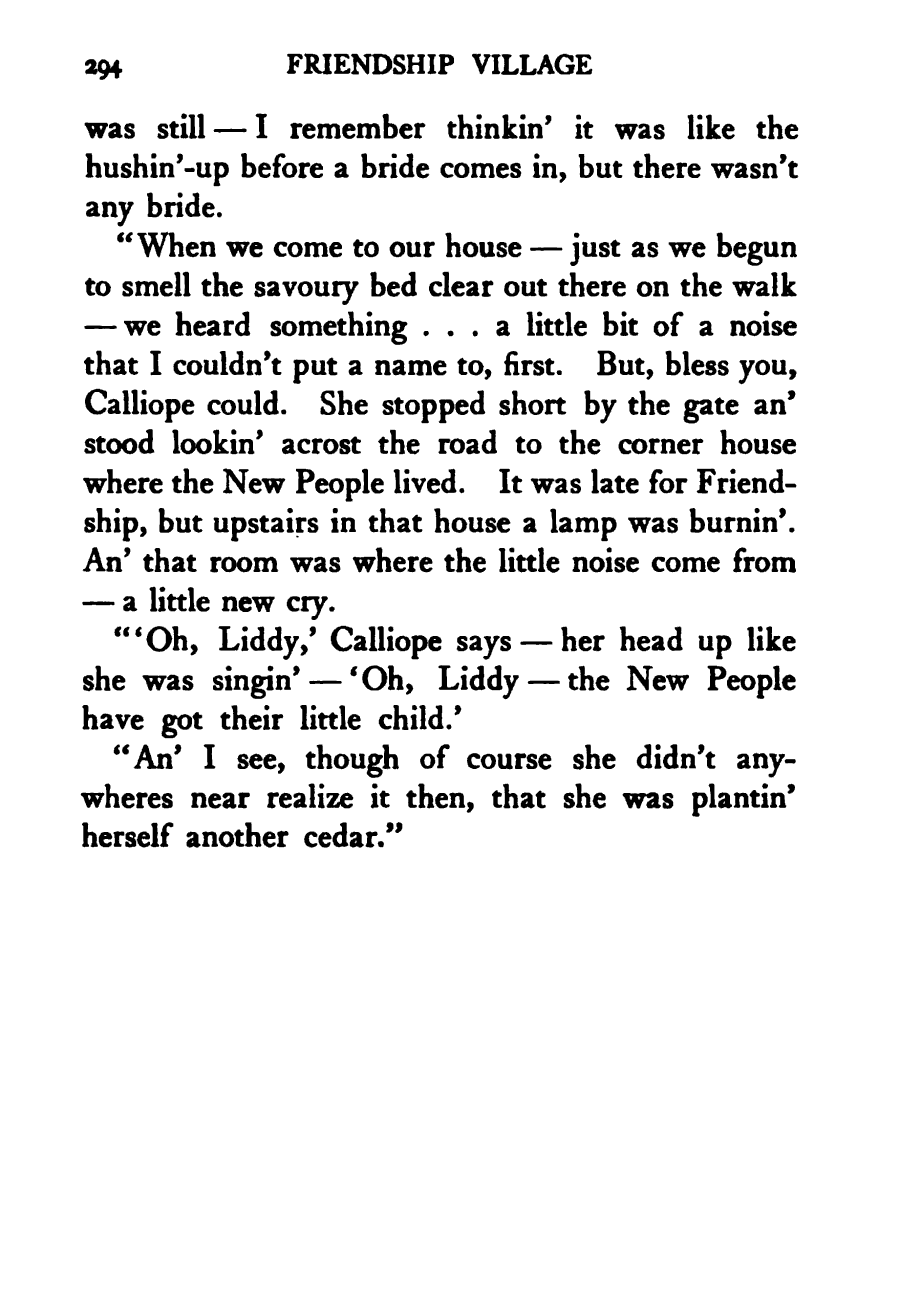 294 FRIENDSHIP VILLAGE
was still — I remember thinkin’ it was like the
hushin’-up before a bride comes in, but there wasn’t
any bride.
“When we come to our house — just as we begun
to smell the savoury bed clear out there on the walk
— we heard something . . . a little bit of a noise
that I couldn’t put a name to, first. But, bless you,
Calliope could. She stopped short by the gate an’
stood lookin’ acrost the road to the corner house
where the New People lived. It was late for Friend-
ship, but upstairs in that house a lamp was burnin’.
An’ that room was where the little noise come from
— a little new cry.
“‘Oh, Liddy,’ Calliope says — her head up like
she was singin’ — ‘Oh, Liddy — the New People
have got their little child.’
“An’ I see, though of course she didn’t any-
wheres near realize it then, that she was plantin’
herself another cedar.”